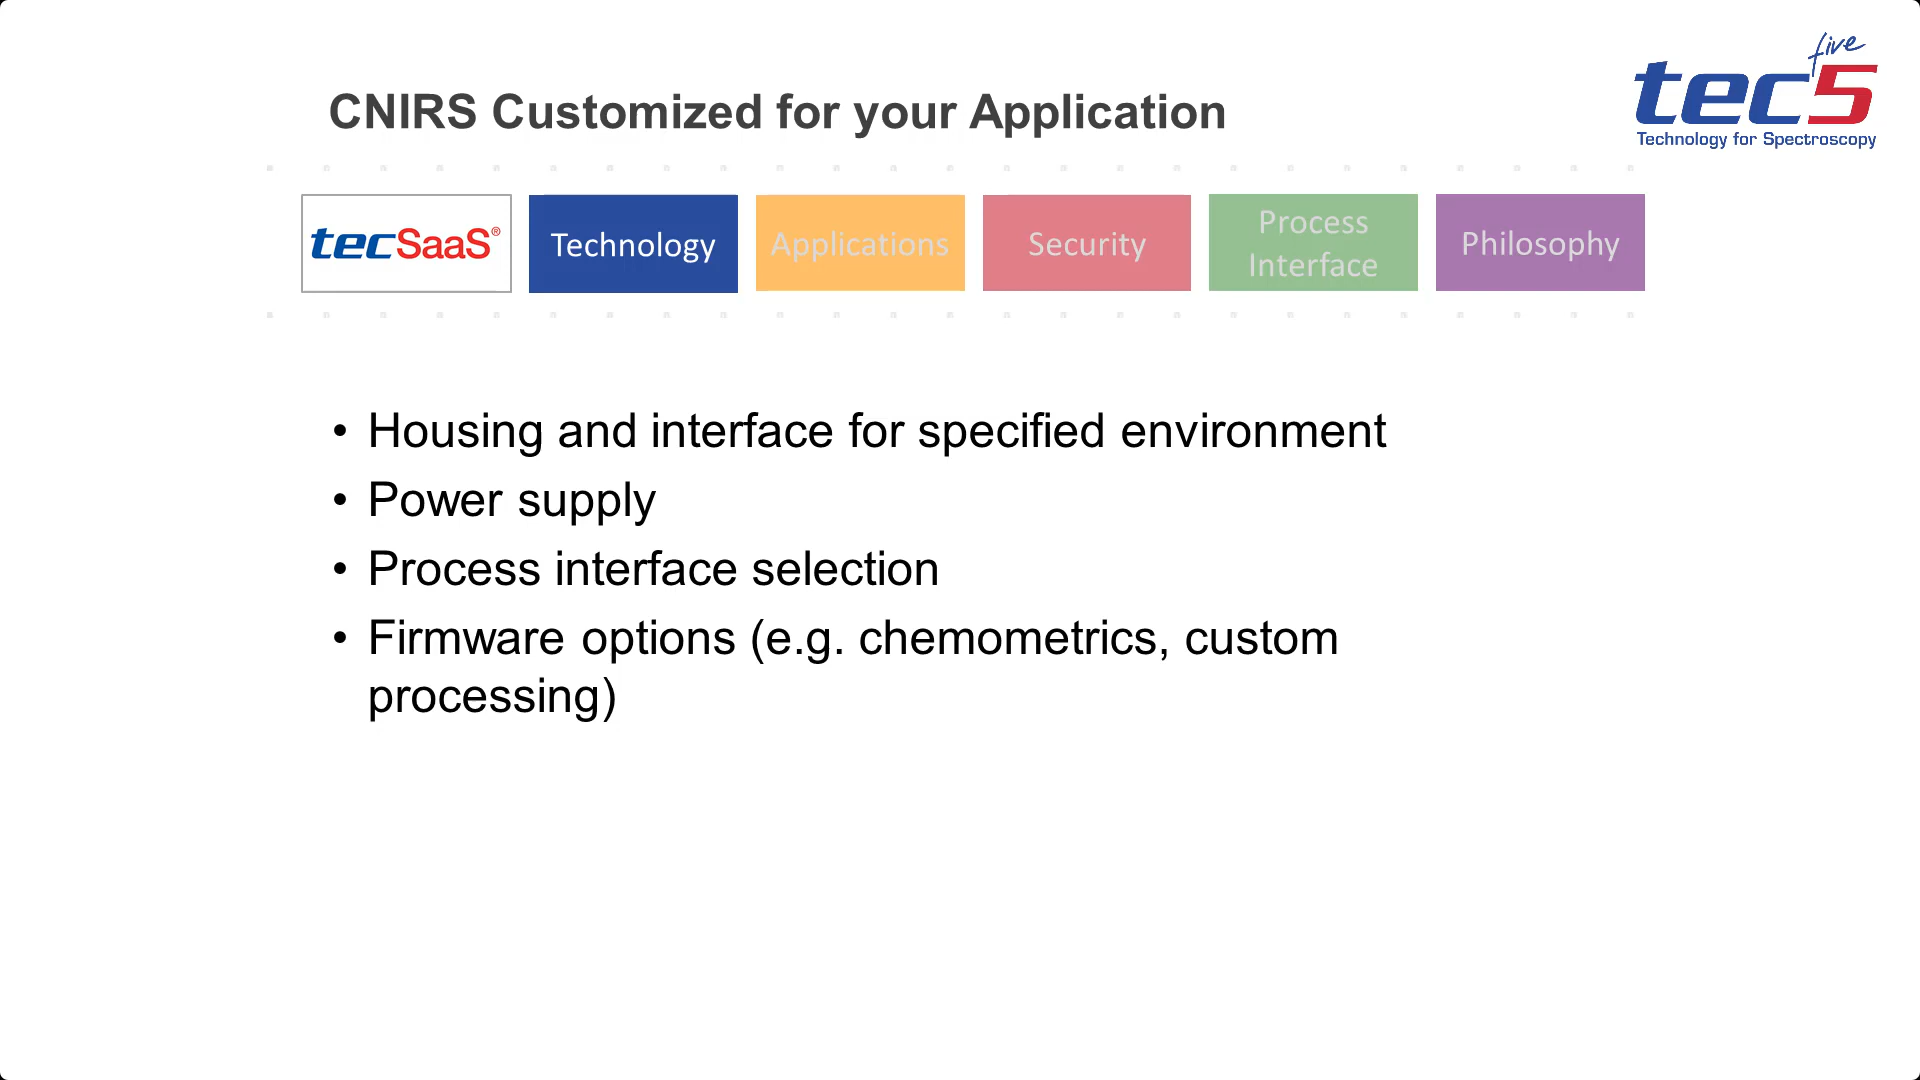 five
tec5
Technology for Spectroscopy
CNIRS Customized for your Application
tecSaaS®
Technology
Applications
Security
Process
Interface
Philosophy
• Housing and interface for specified environment
• Power supply
• Process interface selection
• Firmware options (e.g. chemometrics, custom
processing)